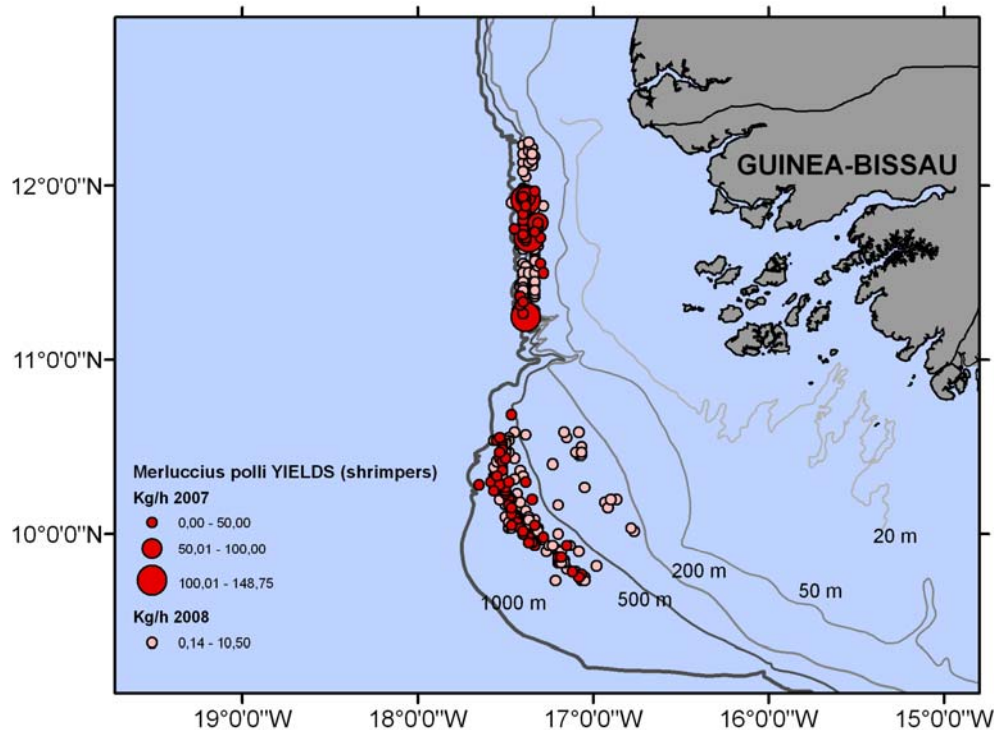 GUINEA-BISSAU
12°0'0"N
11°0'0"N
10°0'0"N
Merluccius polli YIELDS (shrimpers)
Kg/h 2007
0,00 - 50,00
50,01 - 100,00
100,01 - 148,75
Kg/h 2008
0,14 - 10,50
20 m
50 m
200 m
500 m
1000 m
19°0'0"W
18°0'0"W
17°0'0"W
16°0'0"W
15°0'0"W